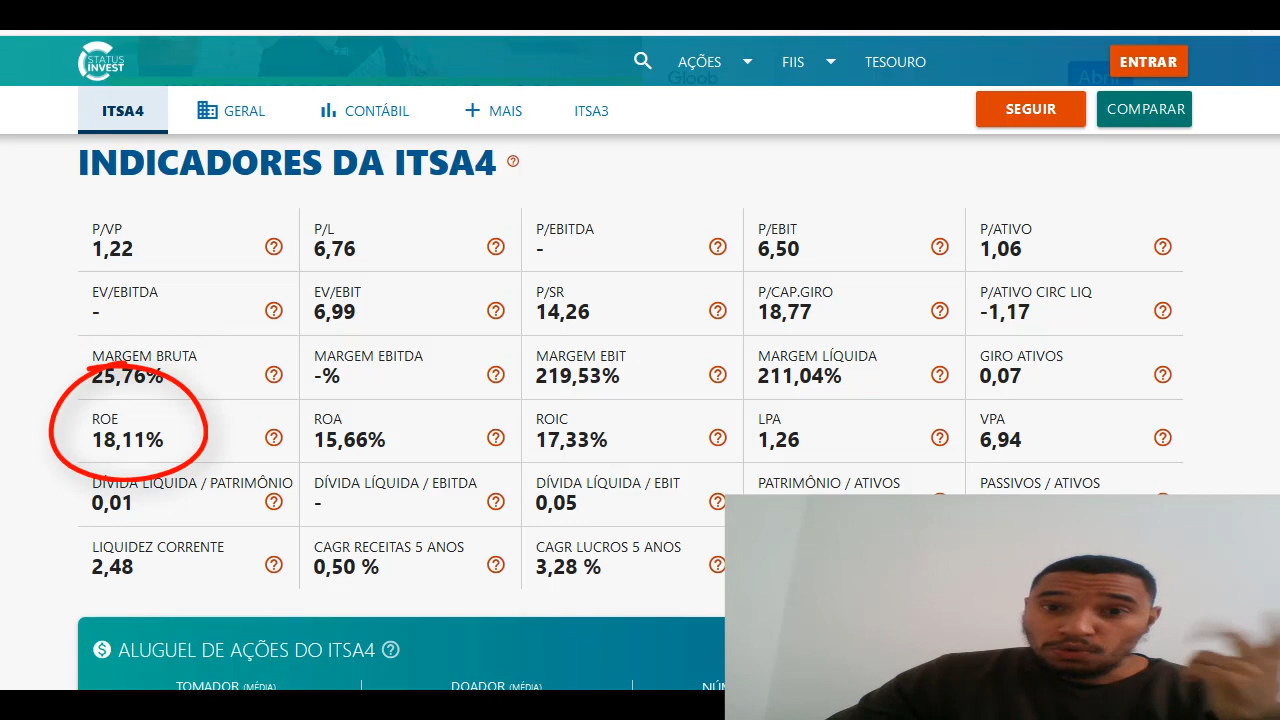 STATUS
INVEST
AÇÕES
FIIS
TESOURO
ENTRAR
Gloob
ITSA4
GERAL
CONTÁBIL
MAIS
ITSA3
SEGUIR
COMPARAR
INDICADORES DA ITSA4
P/VP
1,22
P/L
6,76
P/EBITDA
-
P/EBIT
6,50
P/ATIVO
1,06
EV/EBITDA
-
EV/EBIT
6,99
P/SR
14,26
P/CAP.GIRO
18,77
P/ATIVO CIRC LIQ
-1,17
MARGEM BRUTA
25,76%
MARGEM EBITDA
-%
MARGEM EBIT
219,53%
MARGEM LÍQUIDA
211,04%
GIRO ATIVOS
0,07
ROE
18,11%
ROA
15,66%
ROIC
17,33%
LPA
1,26
VPA
6,94
DÍVIDA LÍQUIDA / PATRIMÔNIO
0,01
DÍVIDA LÍQUIDA / EBITDA
-
DÍVIDA LÍQUIDA / EBIT
0,05
PATRIMÔNIO / ATIVOS
PASSIVOS / ATIVOS
LIQUIDEZ CORRENTE
2,48
CAGR RECEITAS 5 ANOS
0,50 %
CAGR LUCROS 5 ANOS
3,28 %
ALUGUEL DE AÇÕES DO ITSA4
TOMADOR (MÉDIA)
DOADOR (MÉDIA)